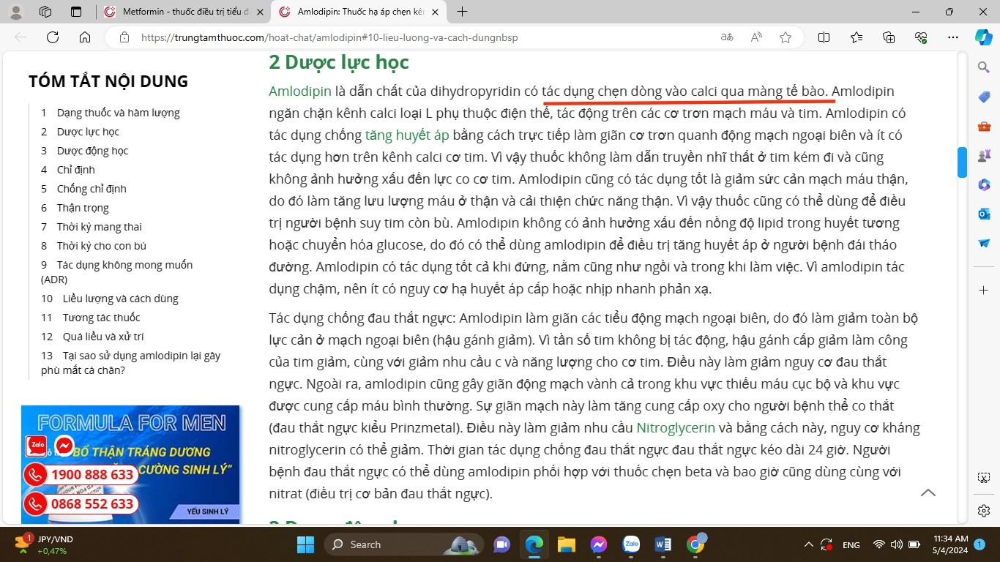 Metformin - thuốc điều trị tiểu đ
Amlodipin: Thuốc hạ áp chẹn kên
https://trungtamthuoc.com/hoat-chat/amlodipin#10-lieu-luong-va-cach-dungnbsp
TÓM TẮT NỘI DUNG
1 Dạng thuốc và hàm lượng
2 Dược lực học
3 Dược động học
4 Chỉ định
5 Chống chỉ định
6 Thận trọng
7 Thời kỳ mang thai
8 Thời kỳ cho con bú
9 Tác dụng không mong muốn
(ADR)
10 Liều lượng và cách dùng
11 Tương tác thuốc
12 Quá liều và xử trí
13 Tại sao sử dụng amlodipin lại gây
phù mắt cá chân?
FORMULA FOR MEN
Zalo
BỔ THẬN TRÁNG DƯƠNG
CƯỜNG SINH LÝ”
1900 888 633
0868 552 633
YẾU SINH LÝ
2 Dược lực học
Amlodipin là dẫn chất của dihydropyridin có tác dụng chẹn dòng vào calci qua màng tế bào. Amlodipin
ngăn chặn kênh calci loại L phụ thuộc điện thế, tác động trên các cơ trơn mạch máu và tim. Amlodipin có
tác dụng chống tăng huyết áp bằng cách trực tiếp làm giãn cơ trơn quanh động mạch ngoại biên và ít có
tác dụng hơn trên kênh calci cơ tim. Vì vậy thuốc không làm dẫn truyền nhĩ thất ở tim kém đi và cũng
không ảnh hưởng xấu đến lực co cơ tim. Amlodipin cũng có tác dụng tốt là giảm sức cản mạch máu thận,
do đó làm tăng lưu lượng máu ở thận và cải thiện chức năng thận. Vì vậy thuốc cũng có thể dùng để điều
trị người bệnh suy tim còn bù. Amlodipin không có ảnh hưởng xấu đến nồng độ lipid trong huyết tương
hoặc chuyển hóa glucose, do đó có thể dùng amlodipin để điều trị tăng huyết áp ở người bệnh đái tháo
đường. Amlodipin có tác dụng tốt cả khi đứng, nằm cũng như ngồi và trong khi làm việc. Vì amlodipin tác
dụng chậm, nên ít có nguy cơ hạ huyết áp cấp hoặc nhịp nhanh phản xạ.
Tác dụng chống đau thắt ngực: Amlodipin làm giãn các tiểu động mạch ngoại biên, do đó làm giảm toàn bộ
lực cản ở mạch ngoại biên (hậu gánh giảm). Vì tần số tim không bị tác động, hậu gánh cấp giảm làm công
của tim giảm, cùng với giảm nhu cầu c và năng lượng cho cơ tim. Điều này làm giảm nguy cơ đau thắt
ngực. Ngoài ra, amlodipin cũng gây giãn động mạch vành cả trong khu vực thiếu máu cục bộ và khu vực
được cung cấp máu bình thường. Sự giãn mạch này làm tăng cung cấp oxy cho người bệnh thể co thắt
(đau thắt ngực kiểu Prinzmetal). Điều này làm giảm nhu cầu Nitroglycerin và bằng cách này, nguy cơ kháng
nitroglycerin có thể giảm. Thời gian tác dụng chống đau thắt ngực đau thắt ngực kéo dài 24 giờ. Người
bệnh đau thắt ngực có thể dùng amlodipin phối hợp với thuốc chẹn beta và bao giờ cũng dùng cùng với
nitrat (điều trị cơ bản đau thắt ngực).
JPY/VND
+0,47%
Search
Zalo
ENG
11:34 AM
5/4/2024